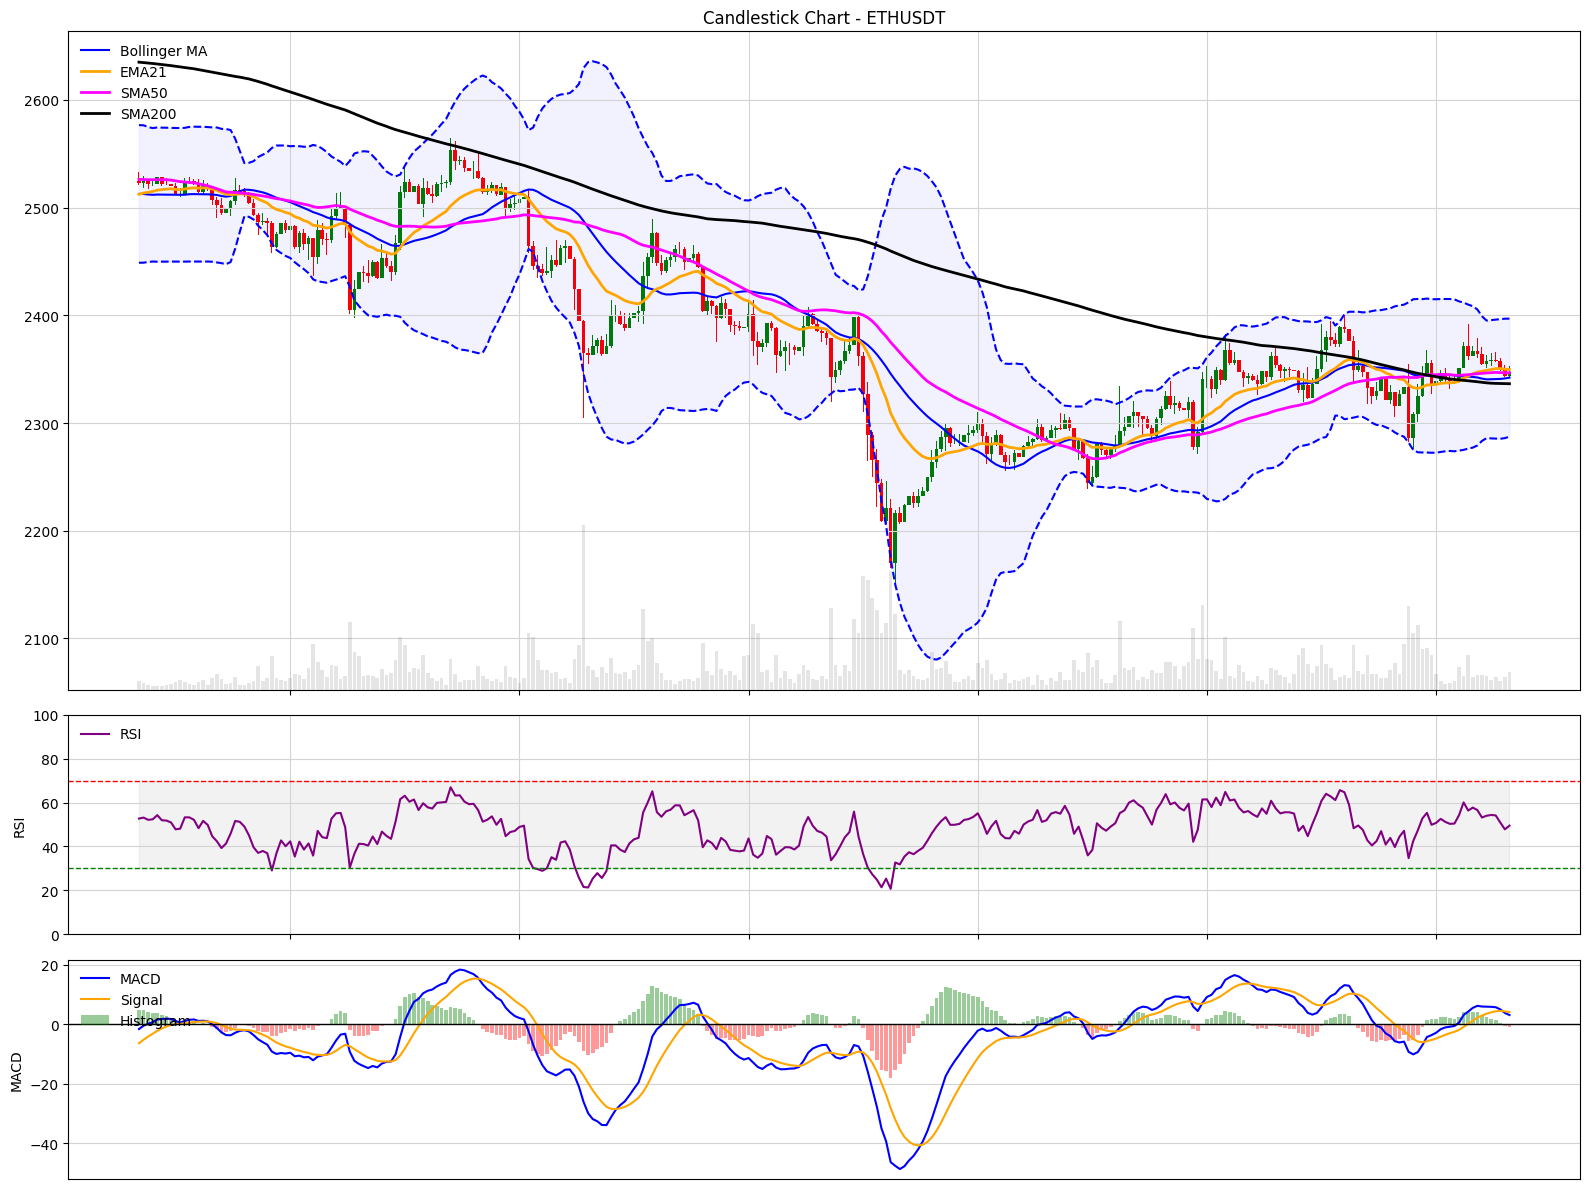 Candlestick Chart - ETHUSDT
Bollinger MA
EMA21
SMA50
SMA200
2600
2500
2400
2300
2200
2100
RSI
100
80
60
40
20
0
RSI
MACD
Signal
Histogram
20
0
−20
−40
MACD